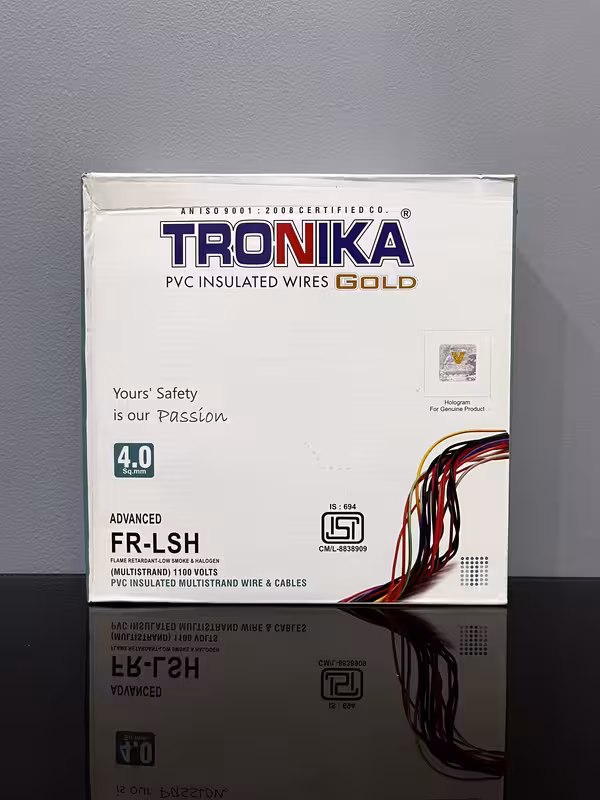 AN ISO 9001 : 2008 CERTIFIED CO.
TRONIKA®
PVC INSULATED WIRES GOLD
Hologram
For Genuine Product
Yours' Safety
is our Passion
4.0
Sq.mm
IS : 694
ISI
CM/L-8838909
ADVANCED
FR-LSH
FLAME RETARDANT-LOW SMOKE & HALOGEN
(MULTISTRAND) 1100 VOLTS
PVC INSULATED MULTISTRAND WIRE & CABLES